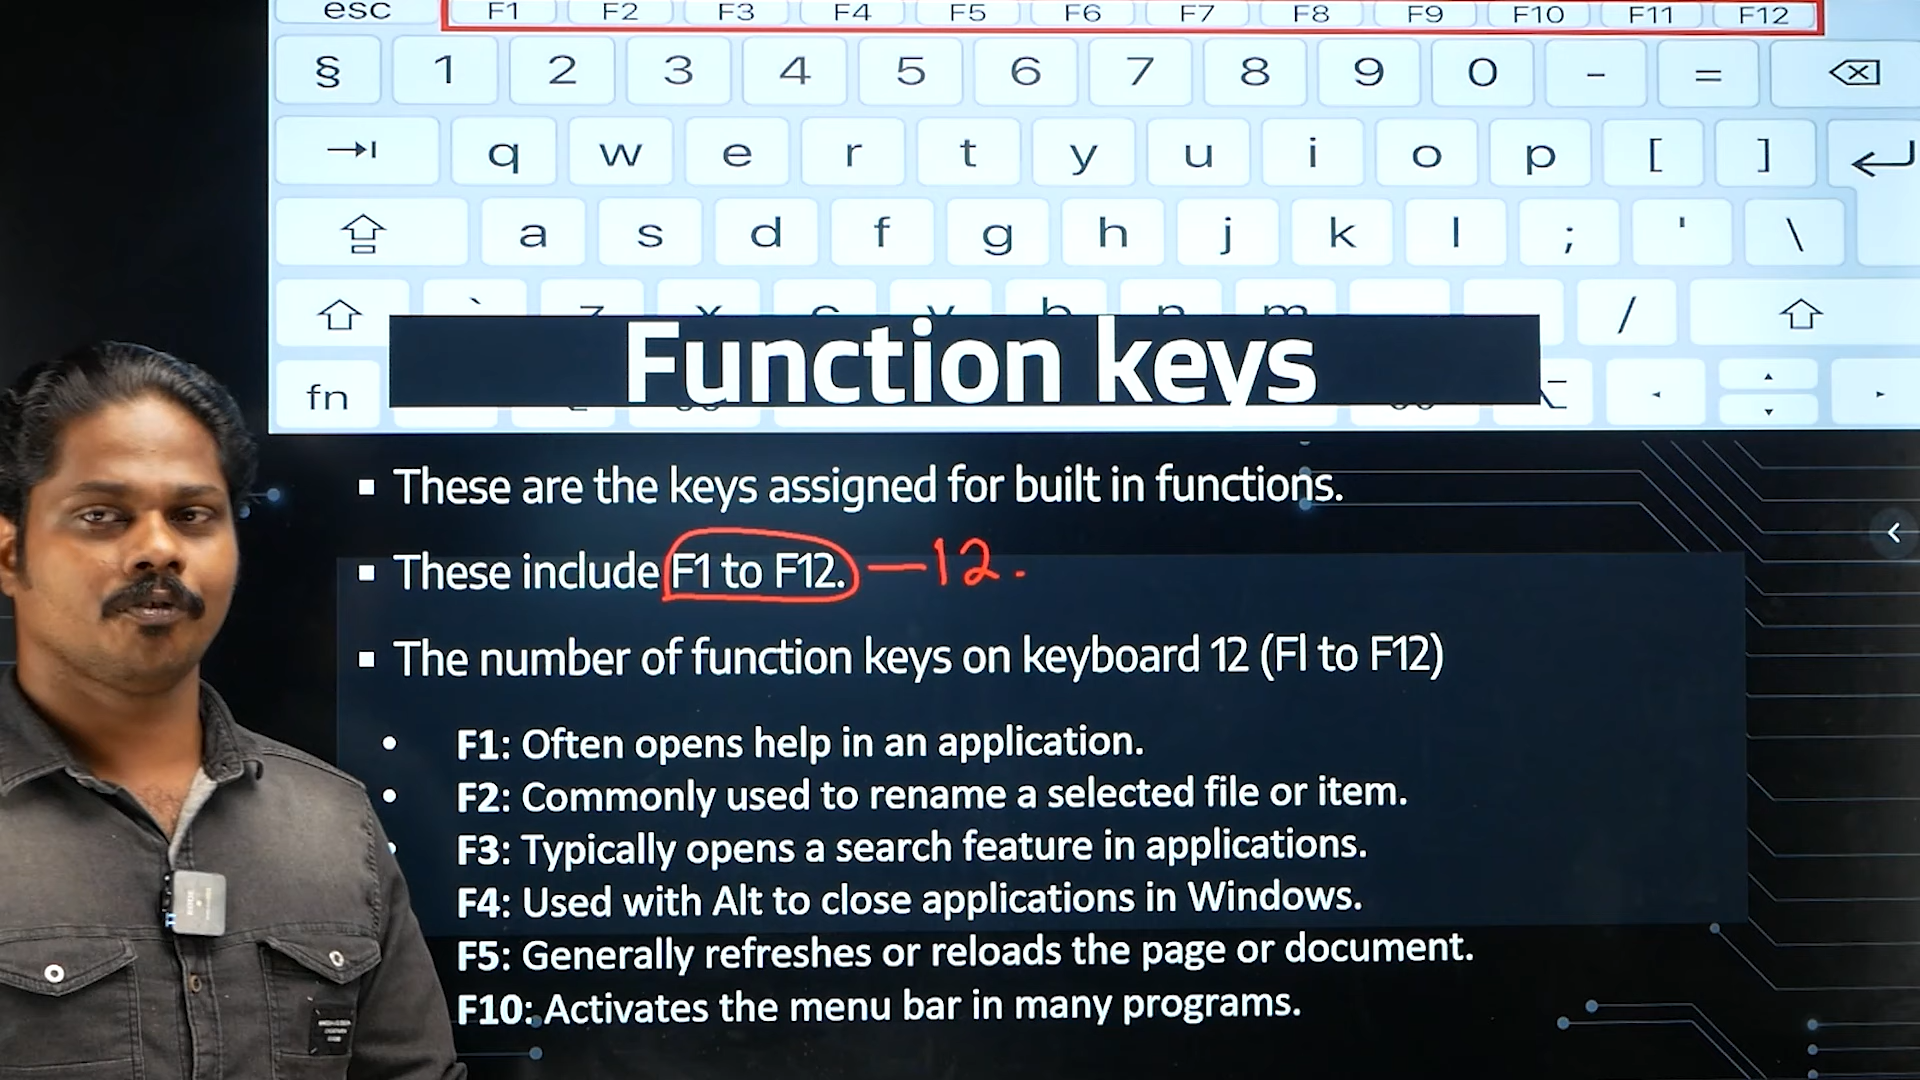 esc F1 F2 F3 F4 F5 F6 F7 F8 F9 F10 F11 F12
§ 1 2 3 4 5 6 7 8 9 0 - =
q w e r t y u i o p [ ]
a s d f g h j k l ; ' \
` z x c v b n m /
fn
Function keys
▪ These are the keys assigned for built in functions.
▪ These include F1 to F12. —12.
▪ The number of function keys on keyboard 12 (Fl to F12)
• F1: Often opens help in an application.
• F2: Commonly used to rename a selected file or item.
• F3: Typically opens a search feature in applications.
F4: Used with Alt to close applications in Windows.
F5: Generally refreshes or reloads the page or document.
F10: Activates the menu bar in many programs.